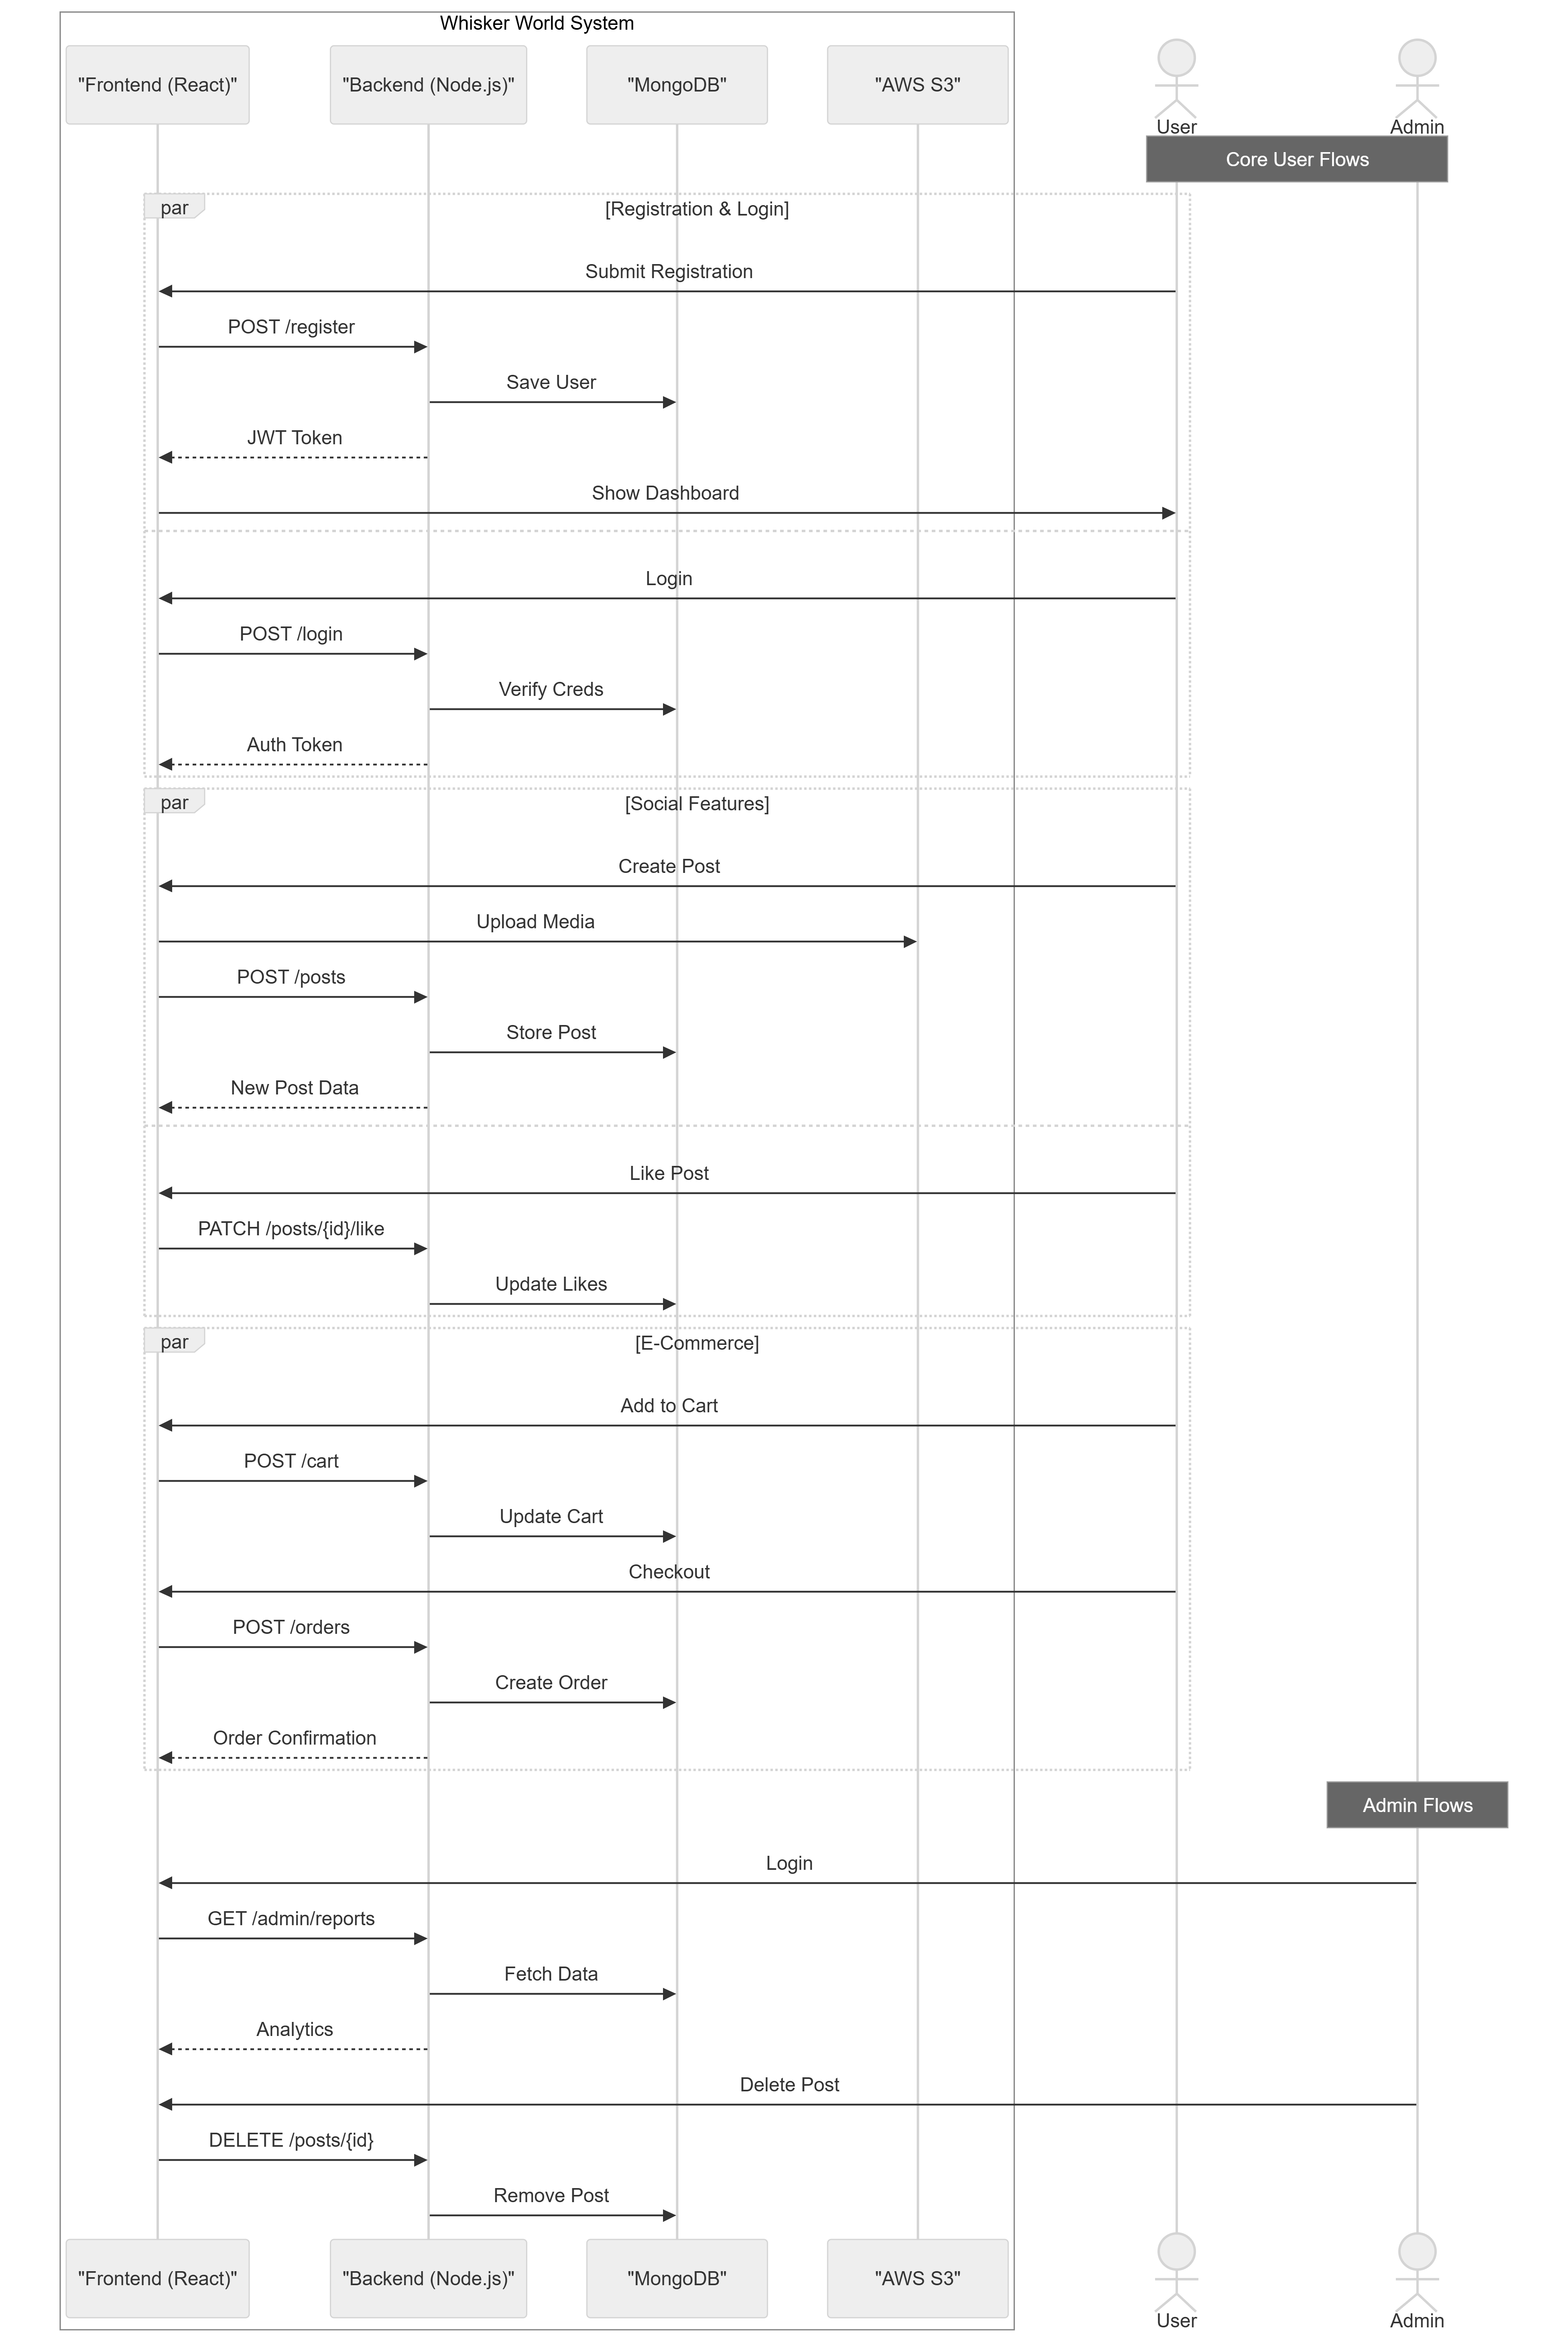 Whisker World System
"Frontend (React)"
"Backend (Node.js)"
"MongoDB"
"AWS S3"
User
Admin
Core User Flows
par
[Registration & Login]
Submit Registration
POST /register
Save User
JWT Token
Show Dashboard
Login
POST /login
Verify Creds
Auth Token
par
[Social Features]
Create Post
Upload Media
POST /posts
Store Post
New Post Data
Like Post
PATCH /posts/{id}/like
Update Likes
par
[E-Commerce]
Add to Cart
POST /cart
Update Cart
Checkout
POST /orders
Create Order
Order Confirmation
Admin Flows
Login
GET /admin/reports
Fetch Data
Analytics
Delete Post
DELETE /posts/{id}
Remove Post
"Frontend (React)"
"Backend (Node.js)"
"MongoDB"
"AWS S3"
User
Admin